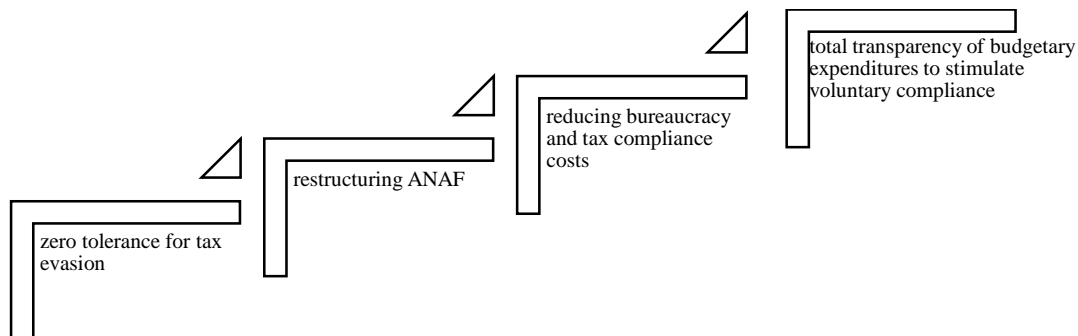 zero tolerance for tax
evasion
restructuring ANAF
reducing bureaucracy
and tax compliance
costs
total transparency of budgetary
expenditures to stimulate
voluntary compliance